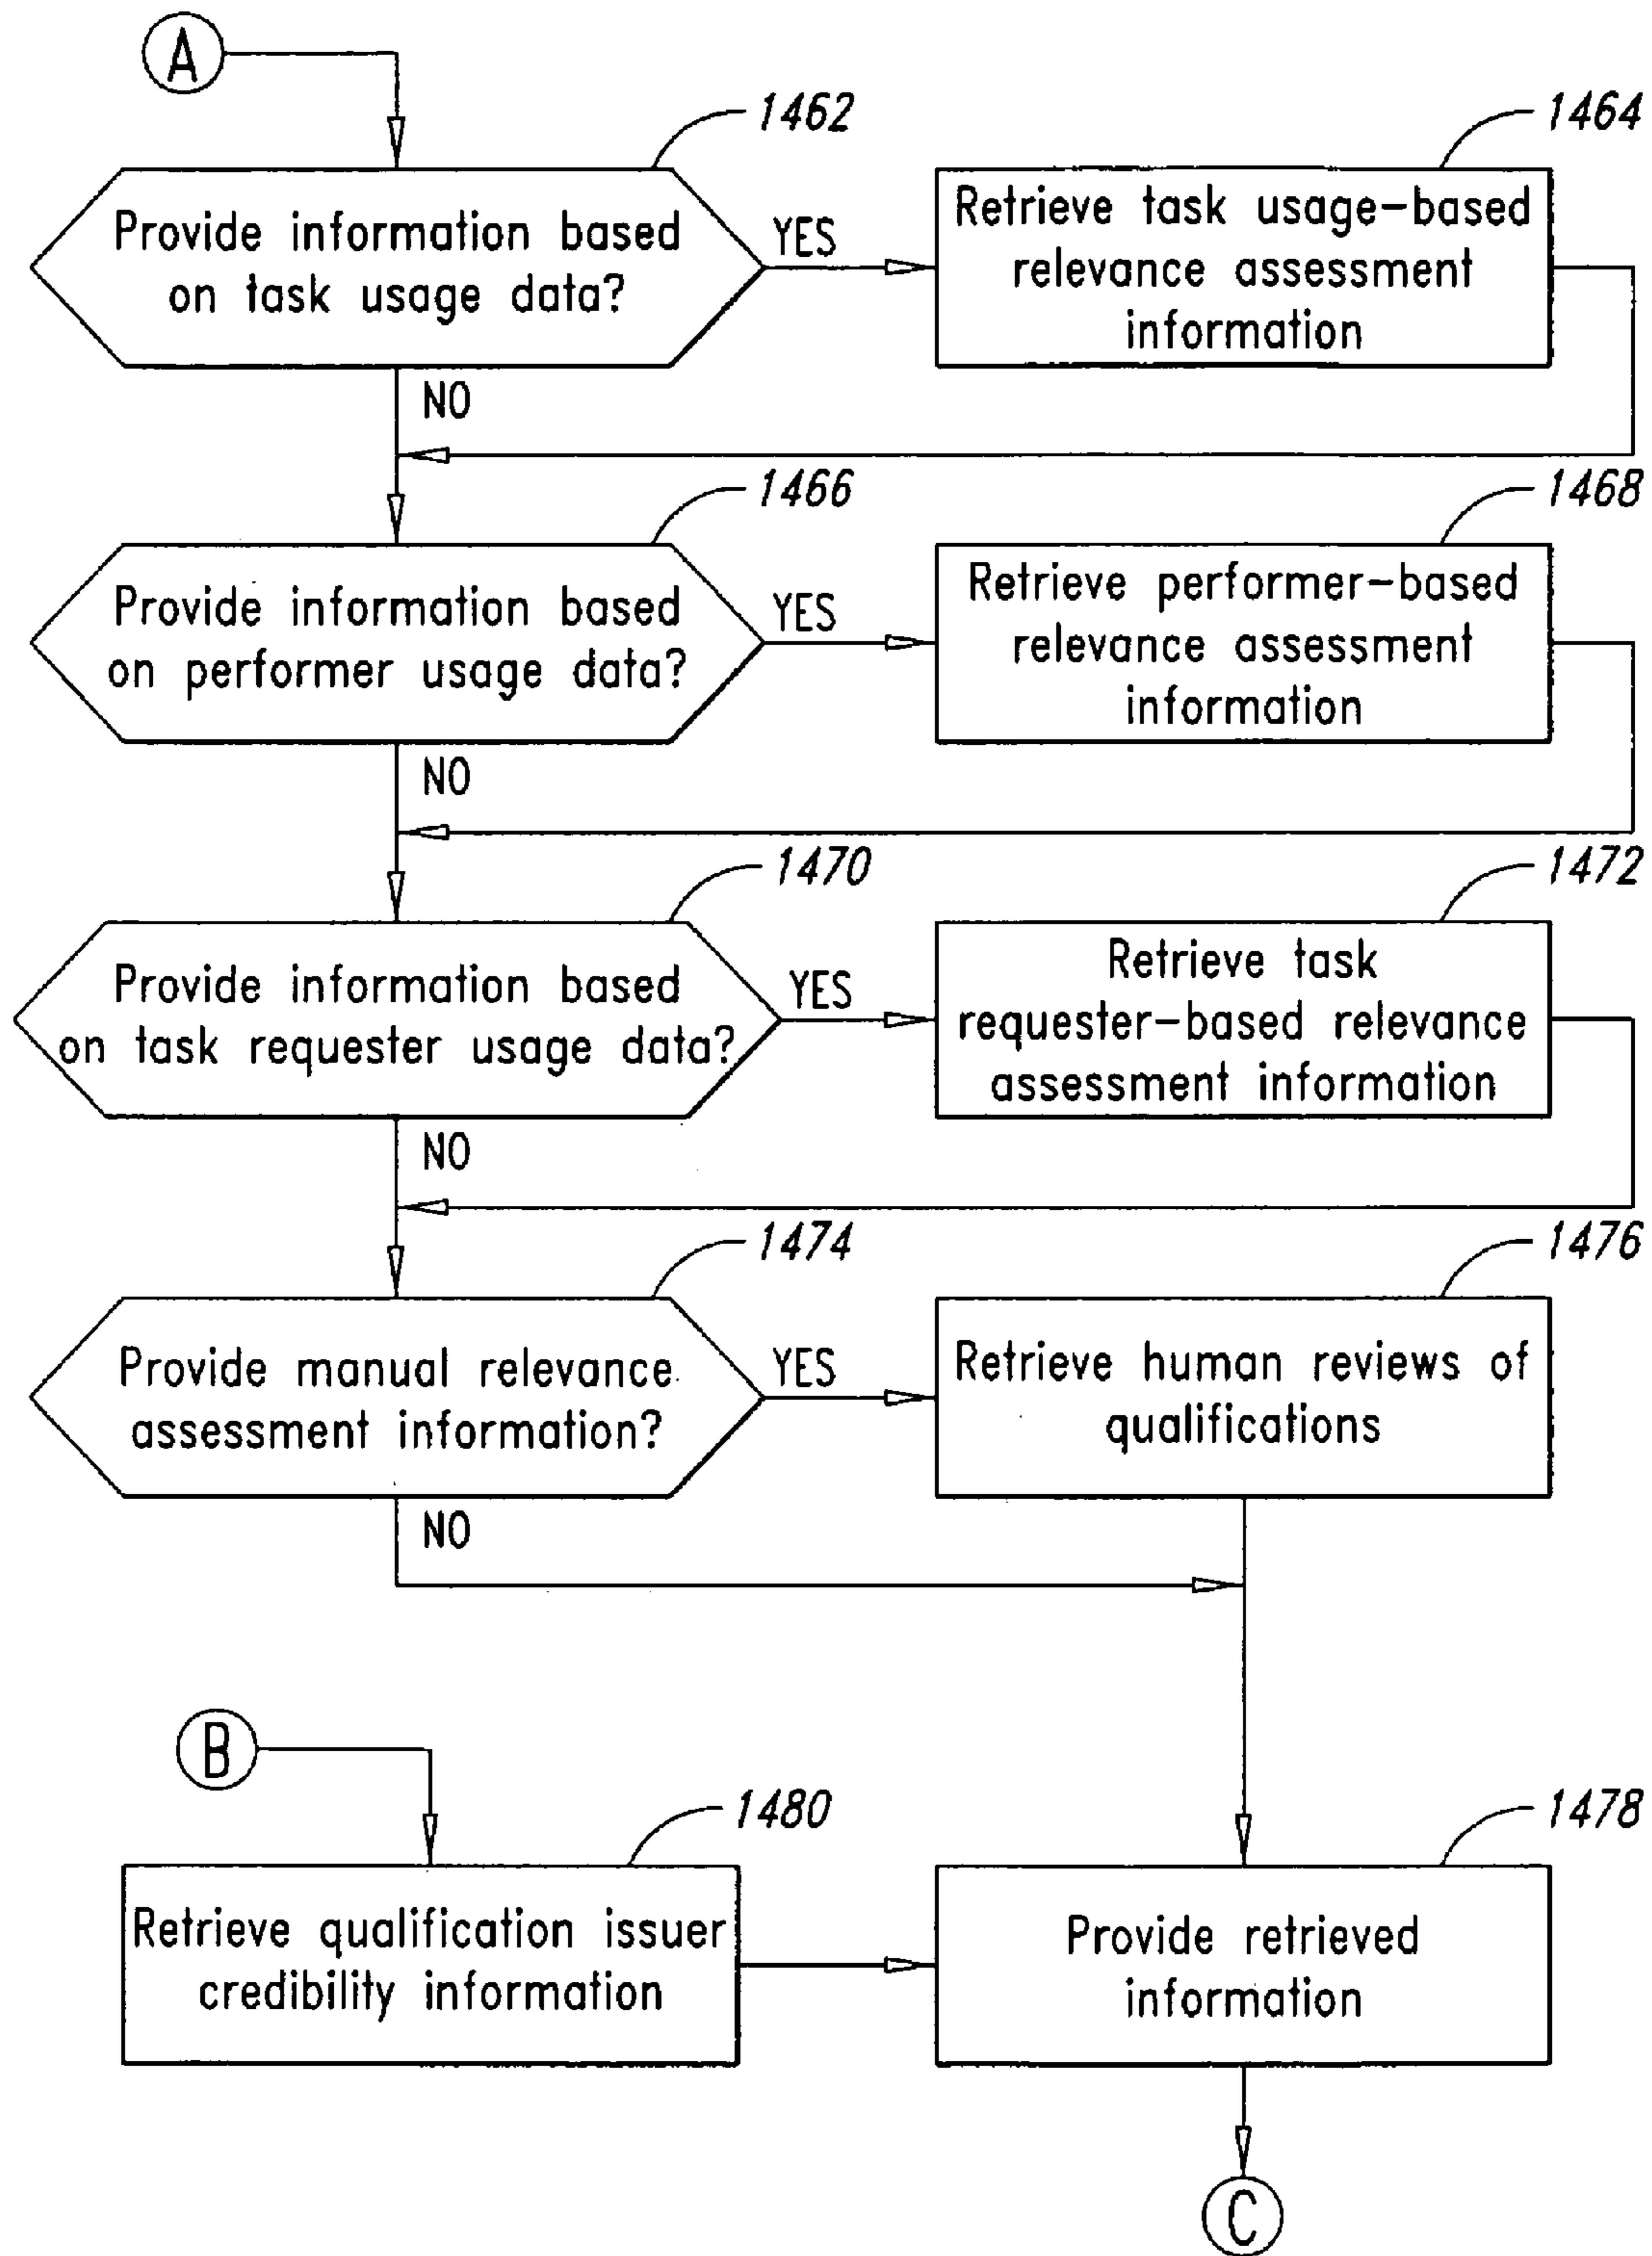 A
1462
1464
Provide information based
on task usage data?
YES
Retrieve task usage-based
relevance assessment
information
NO
1466
1468
Provide information based
on performer usage data?
YES
Retrieve performer-based
relevance assessment
information
NO
1470
1472
Provide information based
on task requester usage data?
YES
Retrieve task
requester-based relevance
assessment information
NO
1474
1476
Provide manual relevance
assessment information?
YES
Retrieve human reviews of
qualifications
NO
B
1480
1478
Retrieve qualification issuer
credibility information
Provide retrieved
information
C